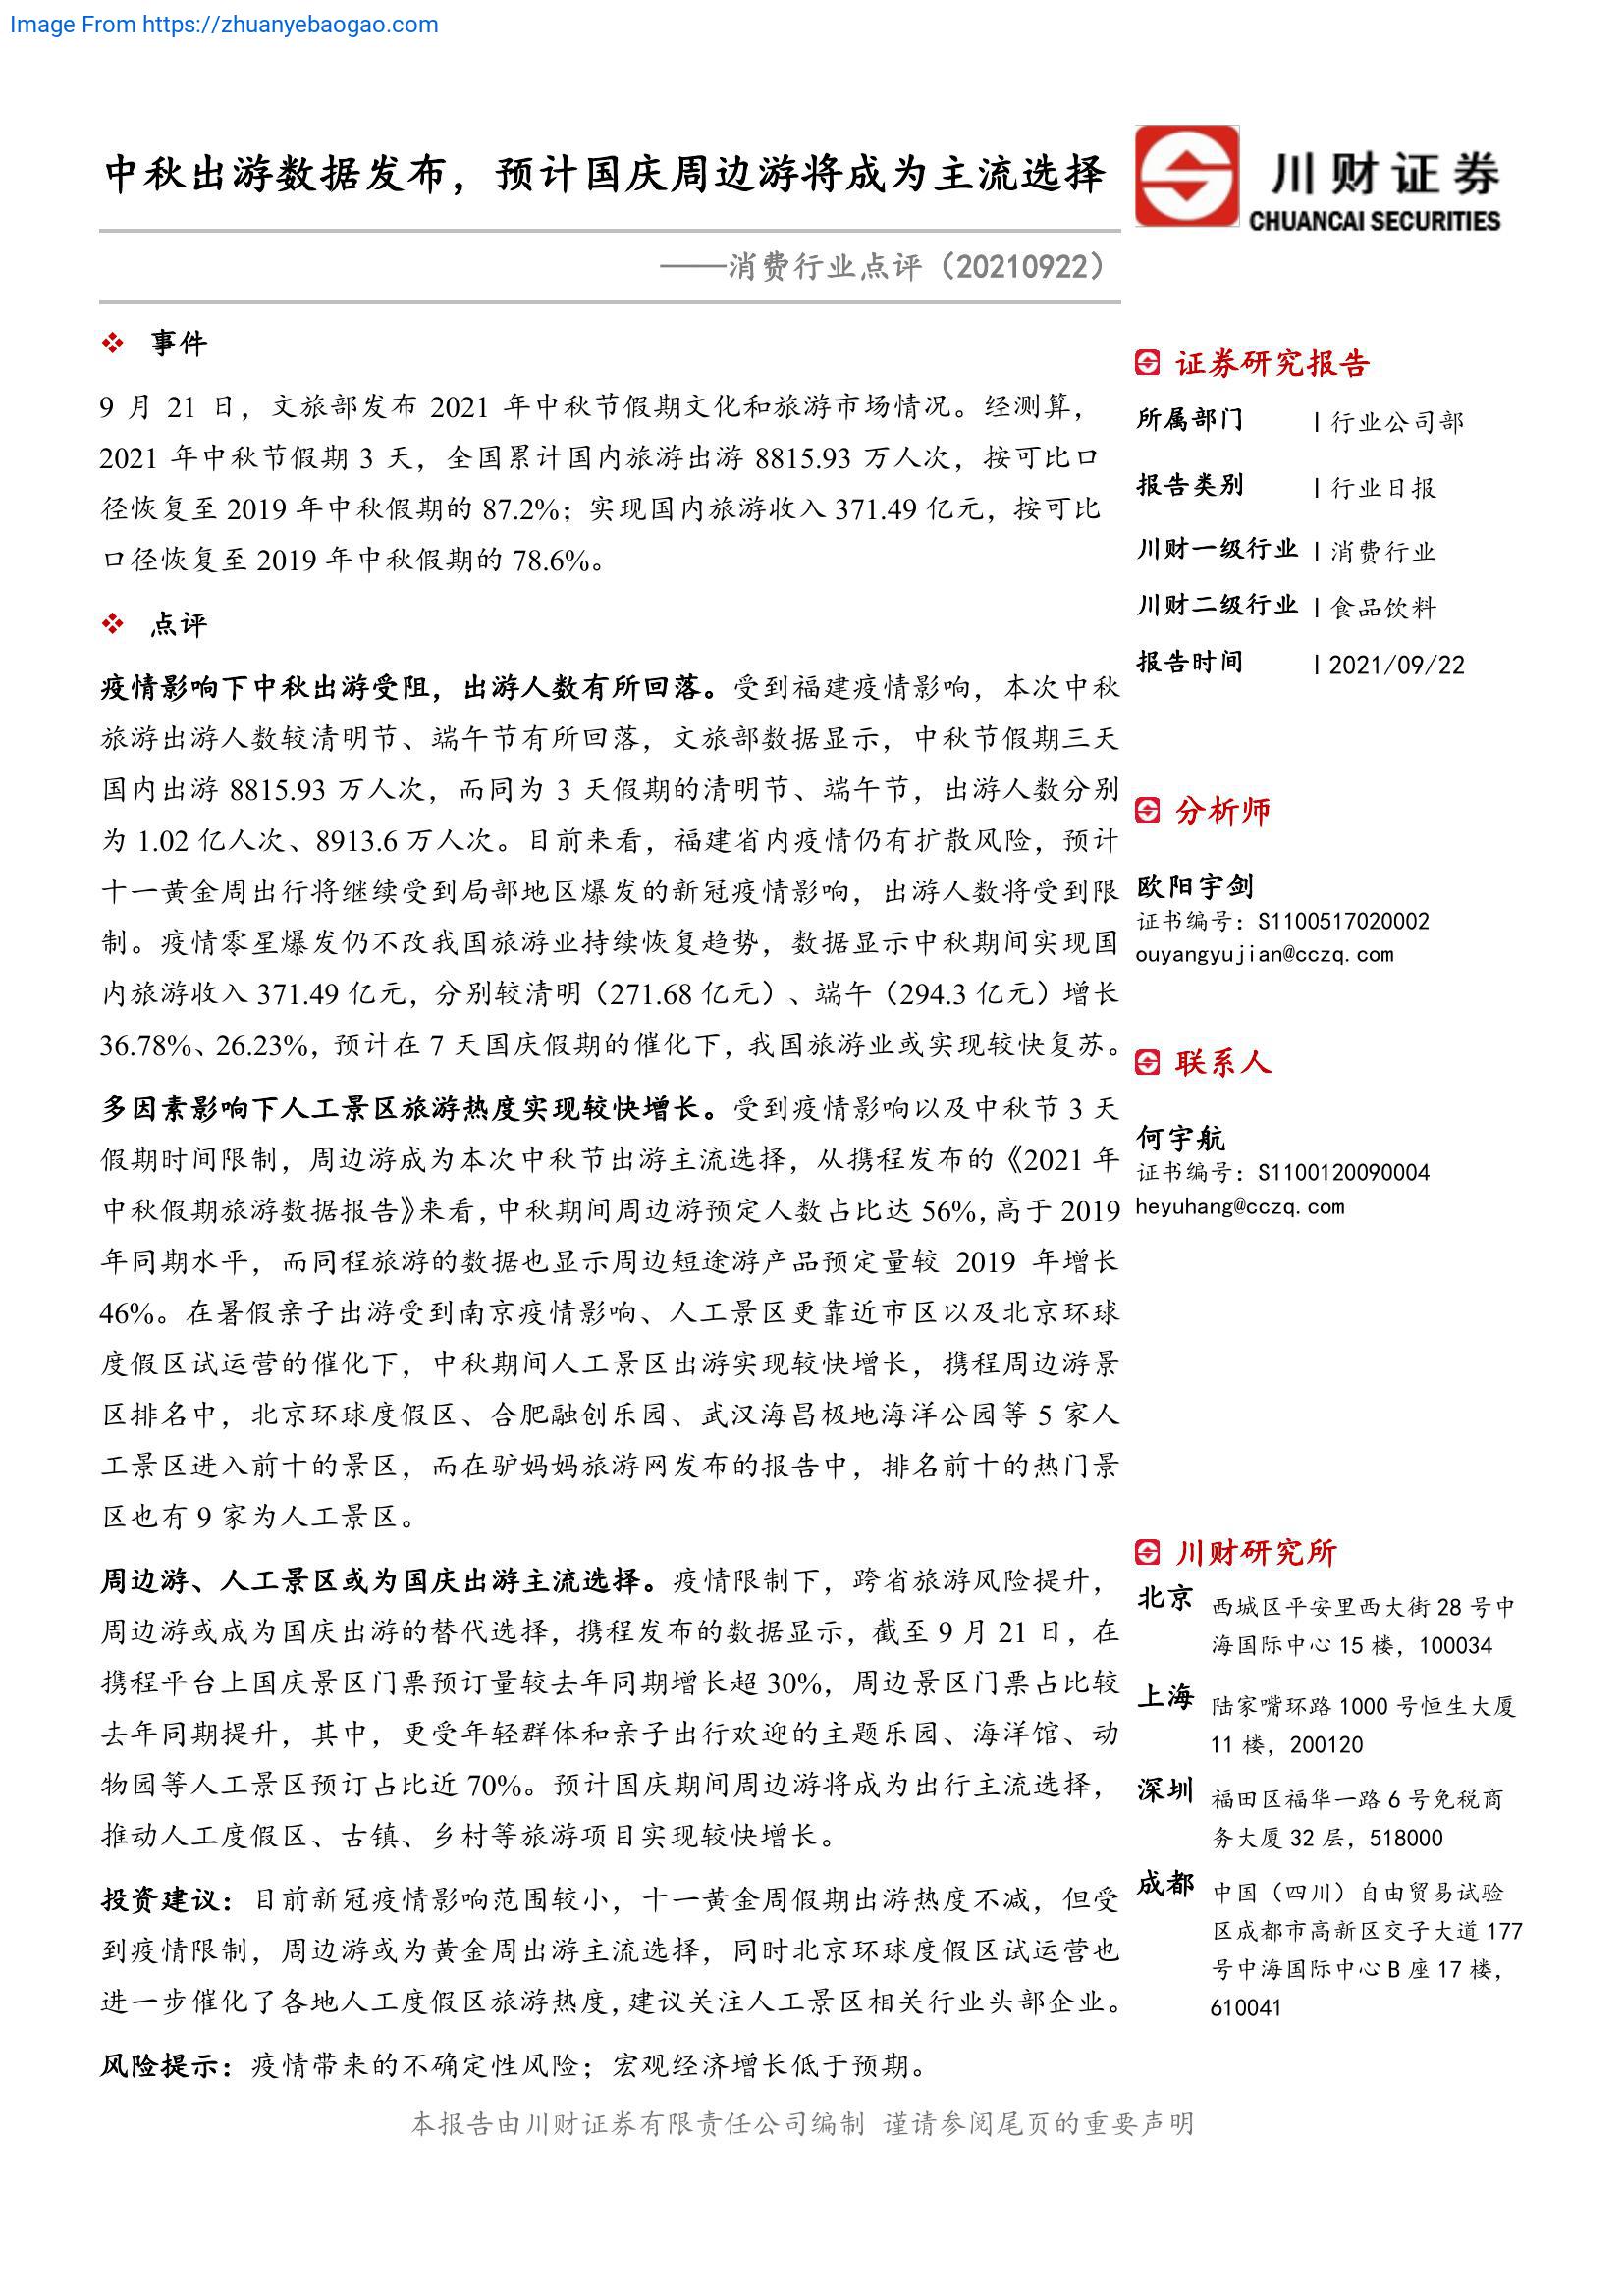 Image From https://zhuanyebaogao.com
中秋出游数据发布，预计国庆周边游将成为主流选择
川财证券
CHUANCAI SECURITIES
——消费行业点评（20210922）
❖ 事件
9 月 21 日，文旅部发布 2021 年中秋节假期文化和旅游市场情况。经测算，
2021 年中秋节假期 3 天，全国累计国内旅游出游 8815.93 万人次，按可比口
径恢复至 2019 年中秋假期的 87.2%；实现国内旅游收入 371.49 亿元，按可比
口径恢复至 2019 年中秋假期的 78.6%。
❖ 点评
疫情影响下中秋出游受阻，出游人数有所回落。受到福建疫情影响，本次中秋
旅游出游人数较清明节、端午节有所回落，文旅部数据显示，中秋节假期三天
国内出游 8815.93 万人次，而同为 3 天假期的清明节、端午节，出游人数分别
为 1.02 亿人次、8913.6 万人次。目前来看，福建省内疫情仍有扩散风险，预计
十一黄金周出行将继续受到局部地区爆发的新冠疫情影响，出游人数将受到限
制。疫情零星爆发仍不改我国旅游业持续恢复趋势，数据显示中秋期间实现国
内旅游收入 371.49 亿元，分别较清明（271.68 亿元）、端午（294.3 亿元）增长
36.78%、26.23%，预计在 7 天国庆假期的催化下，我国旅游业或实现较快复苏。
多因素影响下人工景区旅游热度实现较快增长。受到疫情影响以及中秋节 3 天
假期时间限制，周边游成为本次中秋节出游主流选择，从携程发布的《2021 年
中秋假期旅游数据报告》来看，中秋期间周边游预定人数占比达 56%，高于 2019
年同期水平，而同程旅游的数据也显示周边短途游产品预定量较 2019 年增长
46%。在暑假亲子出游受到南京疫情影响、人工景区更靠近市区以及北京环球
度假区试运营的催化下，中秋期间人工景区出游实现较快增长，携程周边游景
区排名中，北京环球度假区、合肥融创乐园、武汉海昌极地海洋公园等 5 家人
工景区进入前十的景区，而在驴妈妈旅游网发布的报告中，排名前十的热门景
区也有 9 家为人工景区。
周边游、人工景区或为国庆出游主流选择。疫情限制下，跨省旅游风险提升，
周边游或成为国庆出游的替代选择，携程发布的数据显示，截至 9 月 21 日，在
携程平台上国庆景区门票预订量较去年同期增长超 30%，周边景区门票占比较
去年同期提升，其中，更受年轻群体和亲子出行欢迎的主题乐园、海洋馆、动
物园等人工景区预订占比近 70%。预计国庆期间周边游将成为出行主流选择，
推动人工度假区、古镇、乡村等旅游项目实现较快增长。
投资建议：目前新冠疫情影响范围较小，十一黄金周假期出游热度不减，但受
到疫情限制，周边游或为黄金周出游主流选择，同时北京环球度假区试运营也
进一步催化了各地人工度假区旅游热度，建议关注人工景区相关行业头部企业。
风险提示：疫情带来的不确定性风险；宏观经济增长低于预期。
证券研究报告
所属部门 | 行业公司部
报告类别 | 行业日报
川财一级行业 | 消费行业
川财二级行业 | 食品饮料
报告时间 | 2021/09/22
分析师
欧阳宇剑
证书编号：S1100517020002
ouyangyujian@cczq.com
联系人
何宇航
证书编号：S1100120090004
heyuhang@cczq.com
川财研究所
北京 西城区平安里西大街 28 号中
海国际中心 15 楼，100034
上海 陆家嘴环路 1000 号恒生大厦
11 楼，200120
深圳 福田区福华一路 6 号免税商
务大厦 32 层，518000
成都 中国（四川）自由贸易试验
区成都市高新区交子大道 177
号中海国际中心 B 座 17 楼，
610041
本报告由川财证券有限责任公司编制 谨请参阅尾页的重要声明